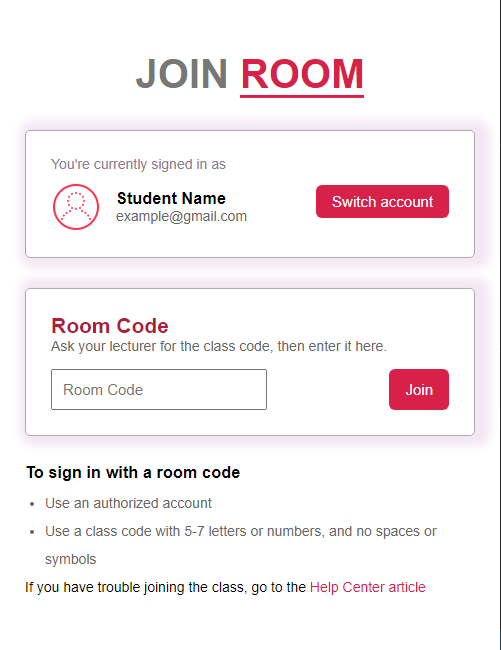 JOIN ROOM
You're currently signed in as
Student Name
example@gmail.com
Switch account
Room Code
Ask your lecturer for the class code, then enter it here.
Room Code
Join
To sign in with a room code
• Use an authorized account
• Use a class code with 5-7 letters or numbers, and no spaces or
symbols
If you have trouble joining the class, go to the Help Center article